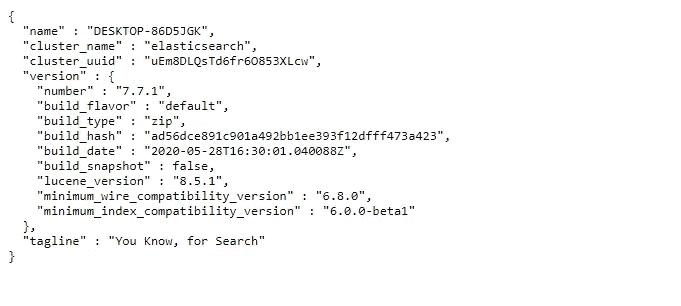 {
"name" : "DESKTOP-86D5JGK",
"cluster_name" : "elasticsearch",
"cluster_uuid" : "uEm8DLQsTd6fr6O853XLcw",
"version" : {
"number" : "7.7.1",
"build_flavor" : "default",
"build_type" : "zip",
"build_hash" : "ad56dce891c901a492bb1ee393f12dfff473a423",
"build_date" : "2020-05-28T16:30:01.040088Z",
"build_snapshot" : false,
"lucene_version" : "8.5.1",
"minimum_wire_compatibility_version" : "6.8.0",
"minimum_index_compatibility_version" : "6.0.0-beta1"
},
"tagline" : "You Know, for Search"
}